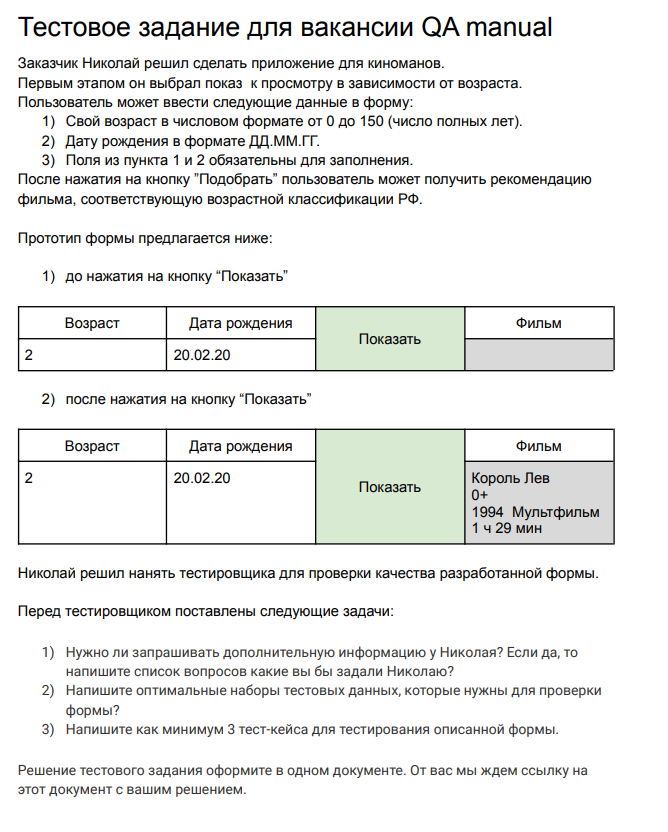 Тестовое задание для вакансии QA manual
Заказчик Николай решил сделать приложение для киноманов.
Первым этапом он выбрал показ  к просмотру в зависимости от возраста.
Пользователь может ввести следующие данные в форму:
1) Свой возраст в числовом формате от 0 до 150 (число полных лет).
2) Дату рождения в формате ДД.ММ.ГГ.
3) Поля из пункта 1 и 2 обязательны для заполнения.
После нажатия на кнопку ”Подобрать” пользователь может получить рекомендацию
фильма, соответствующую возрастной классификации РФ.
Прототип формы предлагается ниже:
1) до нажатия на кнопку “Показать”
Возраст Дата рождения Показать Фильм
2 20.02.20
2) после нажатия на кнопку “Показать”
Возраст Дата рождения Показать Фильм
2 20.02.20 Король Лев
0+
1994  Мультфильм
1 ч 29 мин
Николай решил нанять тестировщика для проверки качества разработанной формы.
Перед тестировщиком поставлены следующие задачи:
1) Нужно ли запрашивать дополнительную информацию у Николая? Если да, то
напишите список вопросов какие вы бы задали Николаю?
2) Напишите оптимальные наборы тестовых данных, которые нужны для проверки
формы?
3) Напишите как минимум 3 тест-кейса для тестирования описанной формы.
Решение тестового задания оформите в одном документе. От вас мы ждем ссылку на
этот документ с вашим решением.